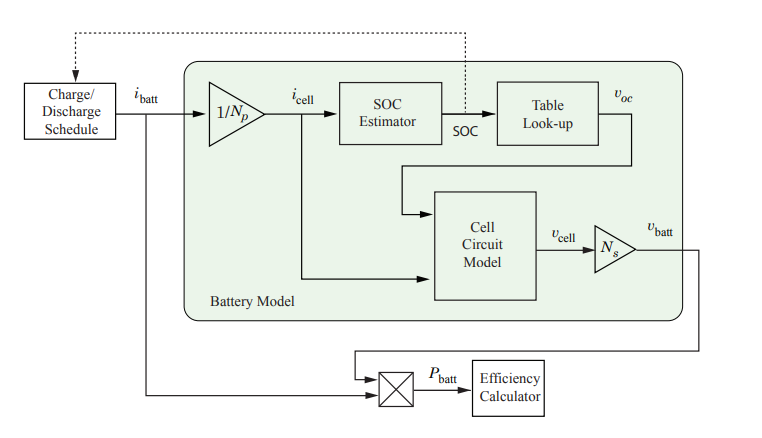 Charge/
Discharge
Schedule
i_batt
1/N_p
i_cell
SOC
Estimator
SOC
Table
Look-up
v_oc
Cell
Circuit
Model
v_cell
N_s
v_batt
Battery Model
P_batt
Efficiency
Calculator